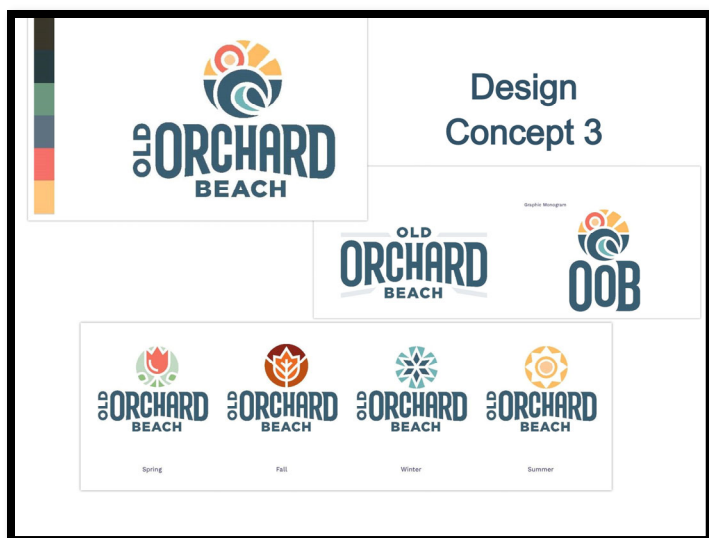 OLD
ORCHARD
BEACH
Design
Concept 3
Graphic Monogram
OLD
ORCHARD
BEACH
OOB
OLD
ORCHARD
BEACH
Spring
OLD
ORCHARD
BEACH
Fall
OLD
ORCHARD
BEACH
Winter
OLD
ORCHARD
BEACH
Summer